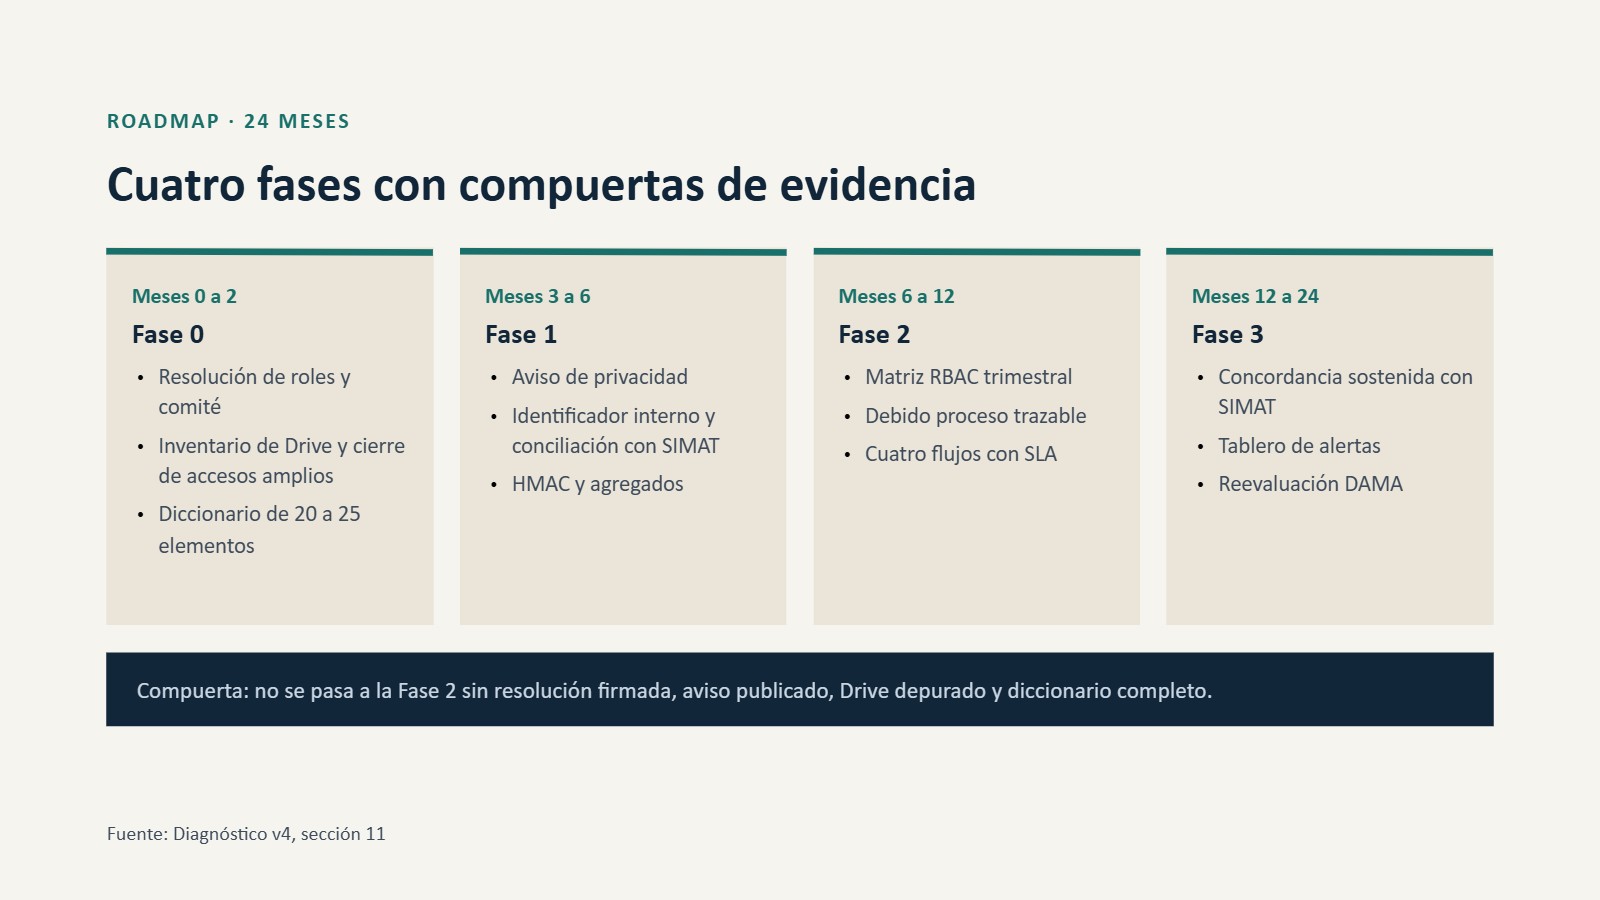 ROADMAP · 24 MESES
Cuatro fases con compuertas de evidencia
Meses 0 a 2
Fase 0
• Resolución de roles y
comité
• Inventario de Drive y cierre
de accesos amplios
• Diccionario de 20 a 25
elementos
Meses 3 a 6
Fase 1
• Aviso de privacidad
• Identificador interno y
conciliación con SIMAT
• HMAC y agregados
Meses 6 a 12
Fase 2
• Matriz RBAC trimestral
• Debido proceso trazable
• Cuatro flujos con SLA
Meses 12 a 24
Fase 3
• Concordancia sostenida con
SIMAT
• Tablero de alertas
• Reevaluación DAMA
Compuerta: no se pasa a la Fase 2 sin resolución firmada, aviso publicado, Drive depurado y diccionario completo.
Fuente: Diagnóstico v4, sección 11